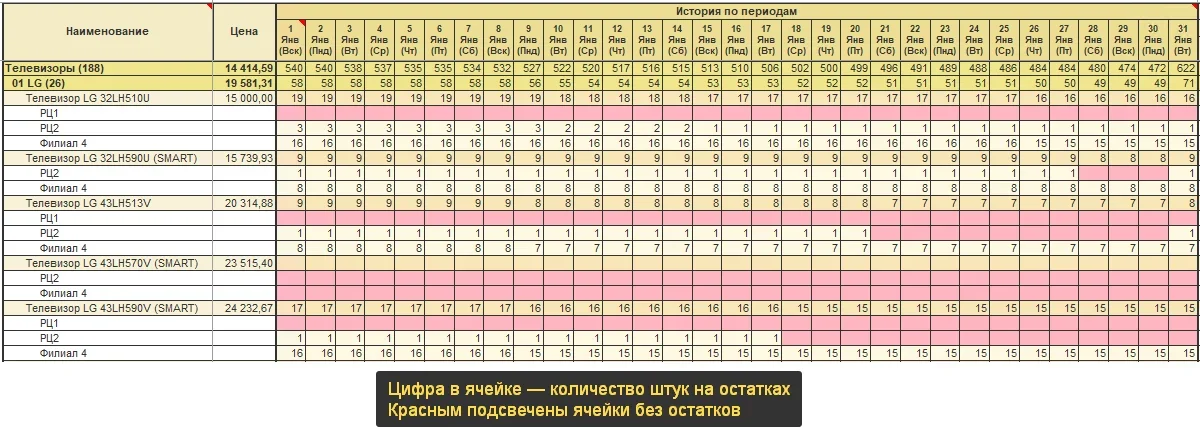 Наименование Цена История по периодам
1 2 3 4 5 6 7 8 9 10 11 12 13 14 15 16 17 18 19 20 21 22 23 24 25 26 27 28 29 30 31
Янв Янв Янв Янв Янв Янв Янв Янв Янв Янв Янв Янв Янв Янв Янв Янв Янв Янв Янв Янв Янв Янв Янв Янв Янв Янв Янв Янв Янв Янв Янв
(Вск) (Пнд) (Вт) (Ср) (Чт) (Пт) (Сб) (Вск) (Пнд) (Вт) (Ср) (Чт) (Пт) (Сб) (Вск) (Пнд) (Вт) (Ср) (Чт) (Пт) (Сб) (Вск) (Пнд) (Вт) (Ср) (Чт) (Пт) (Сб) (Вск) (Пнд) (Вт)
Телевизоры (188) 14 414,59 540 540 538 537 535 535 534 532 527 522 520 517 516 515 513 510 506 502 500 499 496 491 489 488 486 484 484 480 474 472 622
01 LG (26) 19 581,31 58 58 58 58 58 58 58 58 56 55 54 54 54 54 53 53 53 52 52 52 51 51 51 51 51 50 50 49 49 49 71
Телевизор LG 32LH510U 15 000,00 19 19 19 19 19 19 19 19 19 18 18 18 18 18 17 17 17 17 17 17 17 17 17 17 17 16 16 16 16 16 16
РЦ1
РЦ2 3 3 3 3 3 3 3 3 3 2 2 2 2 2 1 1 1 1 1 1 1 1 1 1 1 1 1 1 1 1 1
Филиал 4 16 16 16 16 16 16 16 16 16 16 16 16 16 16 16 16 16 16 16 16 16 16 16 16 16 15 15 15 15 15 15
Телевизор LG 32LH590U (SMART) 15 739,93 9 9 9 9 9 9 9 9 9 9 9 9 9 9 9 9 9 9 9 9 9 9 9 9 9 9 9 8 8 8 9
РЦ2 1 1 1 1 1 1 1 1 1 1 1 1 1 1 1 1 1 1 1 1 1 1 1 1 1 1 1 1
Филиал 4 8 8 8 8 8 8 8 8 8 8 8 8 8 8 8 8 8 8 8 8 8 8 8 8 8 8 8 8 8 8 8
Телевизор LG 43LH513V 20 314,88 9 9 9 9 9 9 9 9 8 8 8 8 8 8 8 8 8 8 8 8 7 7 7 7 7 7 7 7 7 7 8
РЦ1
РЦ2 1 1 1 1 1 1 1 1 1 1 1 1 1 1 1 1 1 1 1 1 1
Филиал 4 8 8 8 8 8 8 8 8 7 7 7 7 7 7 7 7 7 7 7 7 7 7 7 7 7 7 7 7 7 7 7
Телевизор LG 43LH570V (SMART) 23 515,40
РЦ2
Филиал 4
Телевизор LG 43LH590V (SMART) 24 232,67 17 17 17 17 17 17 17 17 16 16 16 16 16 16 16 16 16 15 15 15 15 15 15 15 15 15 15 15 15 15 15
РЦ1
РЦ2 1 1 1 1 1 1 1 1 1 1 1 1 1 1 1 1 1
Филиал 4 16 16 16 16 16 16 16 16 15 15 15 15 15 15 15 15 15 15 15 15 15 15 15 15 15 15 15 15 15 15 15
Цифра в ячейке — количество штук на остатках
Красным подсвечены ячейки без остатков